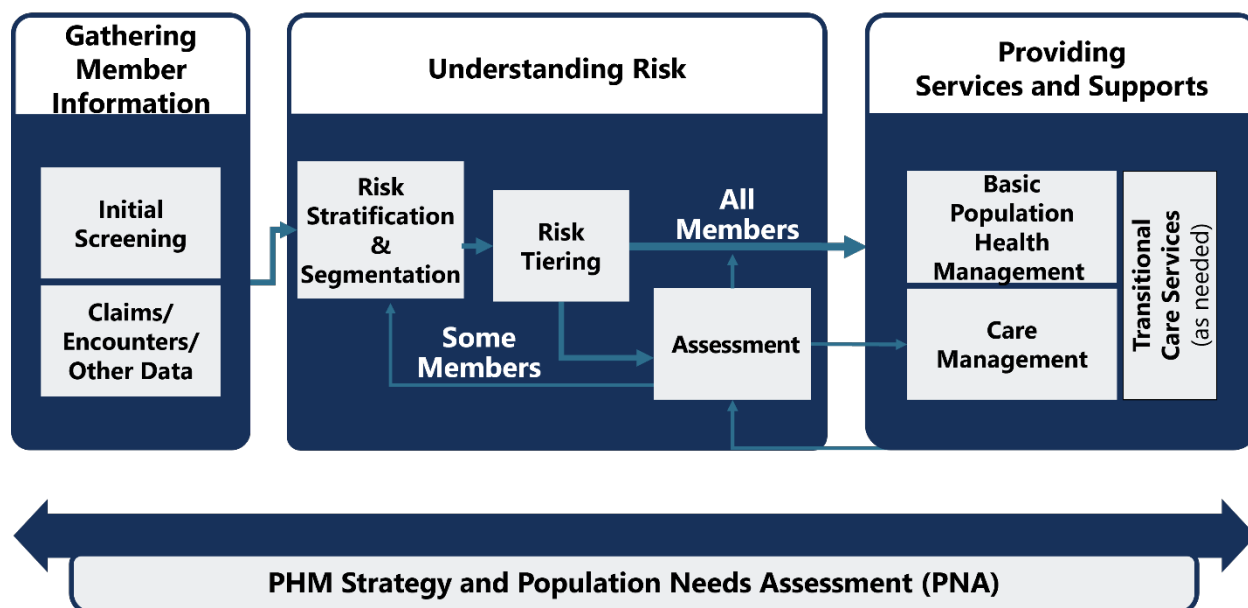 Gathering
Member
Information
Initial
Screening
Claims/
Encounters/
Other Data
Understanding Risk
Risk
Stratification
&
Segmentation
Risk
Tiering
All
Members
Some
Members
Assessment
Providing
Services and Supports
Basic
Population
Health
Management
Care
Management
Transitional
Care Services
(as needed)
PHM Strategy and Population Needs Assessment (PNA)